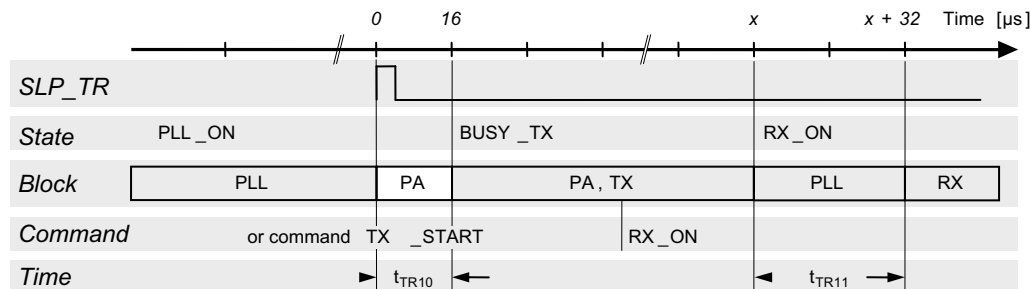 0 16 x x + 32 Time [µs]
SLP_TR
State PLL_ON BUSY_TX RX_ON
Block PLL PA PA, TX PLL RX
Command or command TX_START RX_ON
Time tTR10 tTR11